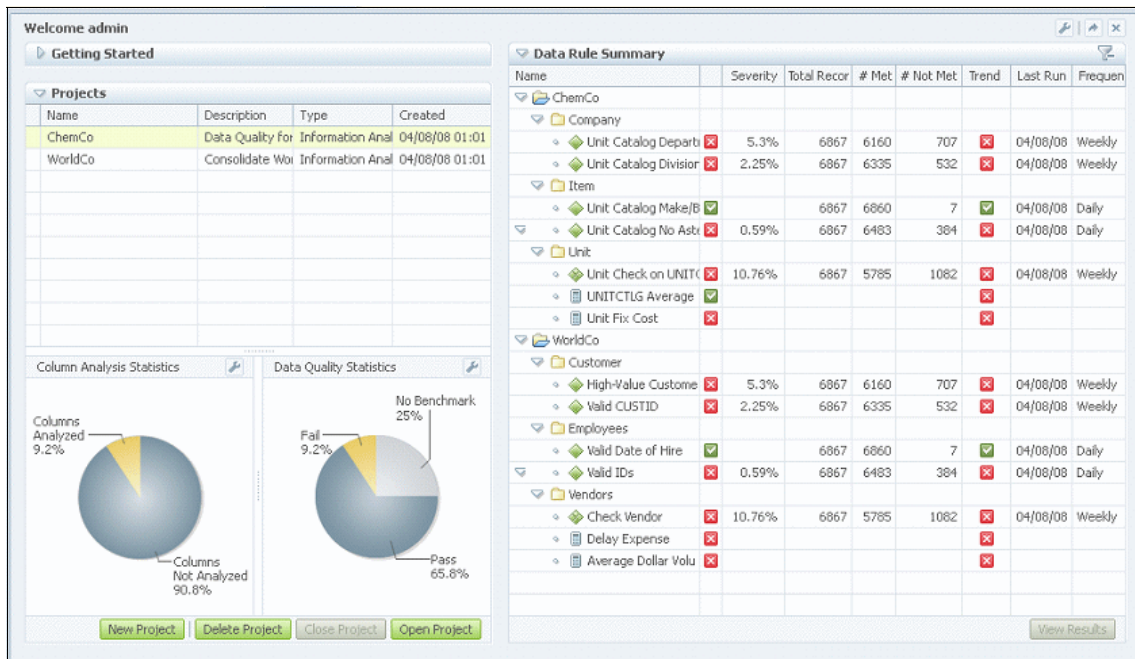 Welcome admin
Getting Started
Projects
Name Description Type Created
ChemCo Data Quality for Information Anal 04/08/08 01:01
WorldCo Consolidate Wor Information Anal 04/08/08 01:01
Column Analysis Statistics
Columns
Analyzed
9.2%
Columns
Not Analyzed
90.8%
Data Quality Statistics
No Benchmark
25%
Fail
9.2%
Pass
65.8%
New Project Delete Project Close Project Open Project
Data Rule Summary
Name Severity Total Recor # Met # Not Met Trend Last Run Frequen
ChemCo
Company
Unit Catalog Departı 5.3% 6867 6160 707 04/08/08 Weekly
Unit Catalog Division 2.25% 6867 6335 532 04/08/08 Weekly
Item
Unit Catalog Make/B 6867 6860 7 04/08/08 Daily
Unit Catalog No Aste 0.59% 6867 6483 384 04/08/08 Daily
Unit
Unit Check on UNITC 10.76% 6867 5785 1082 04/08/08 Weekly
UNITCTLG Average
Unit Fix Cost
WorldCo
Customer
High-Value Custome 5.3% 6867 6160 707 04/08/08 Weekly
Valid CUSTID 2.25% 6867 6335 532 04/08/08 Weekly
Employees
Valid Date of Hire 6867 6860 7 04/08/08 Daily
Valid IDs 0.59% 6867 6483 384 04/08/08 Daily
Vendors
Check Vendor 10.76% 6867 5785 1082 04/08/08 Weekly
Delay Expense
Average Dollar Volu
View Results